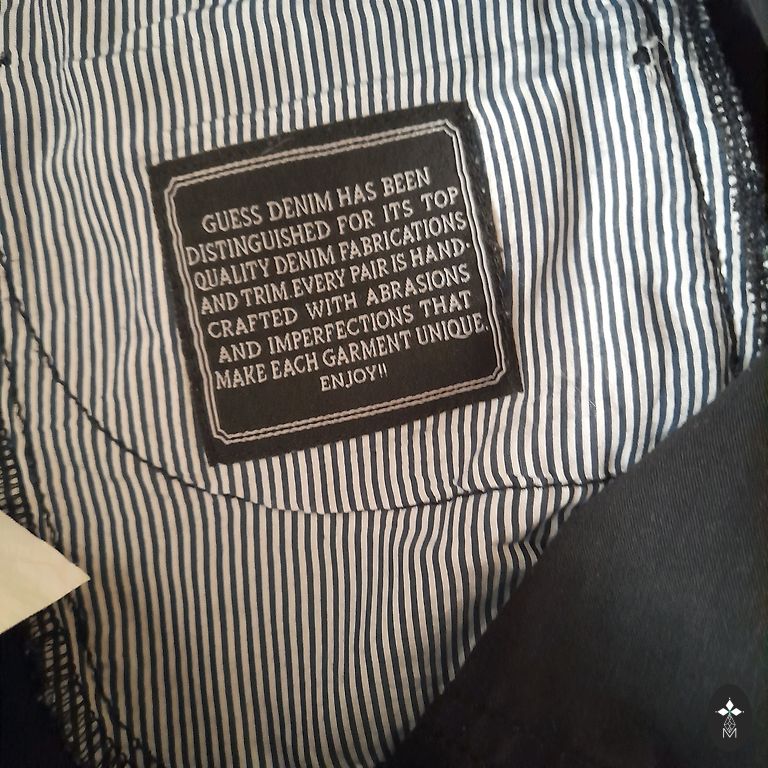 GUESS DENIM HAS BEEN
DISTINGUISHED FOR ITS TOP
QUALITY DENIM FABRICATIONS
AND TRIM.EVERY PAIR IS HAND-
CRAFTED WITH ABRASIONS
AND IMPERFECTIONS THAT
MAKE EACH GARMENT UNIQUE.
ENJOY!!
M